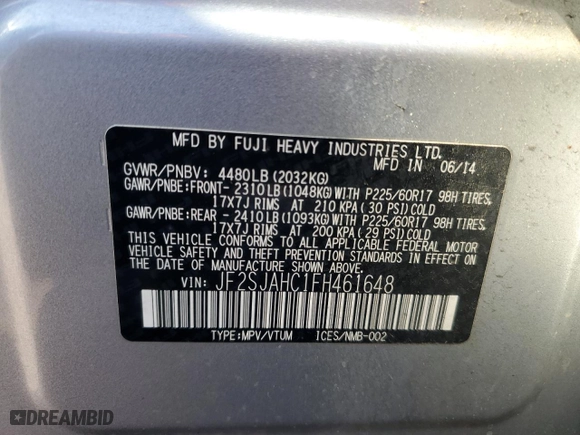 MFD BY FUJI HEAVY INDUSTRIES LTD.
MFD IN 06/14
GVWR/PNBV: 4480LB(2032KG)
GAWR/PNBE:FRONT- 2310LB(1048KG)WITH P225/60R17 98H TIRES,
17X7J RIMS AT 210 KPA( 30 PSI)COLD
GAWR/PNBE:REAR - 2410LB(1093KG)WITH P225/60R17 98H TIRES,
17X7J RIMS AT 200 KPA( 29 PSI)COLD
THIS VEHICLE CONFORMS TO ALL APPLICABLE FEDERAL MOTOR
VEHICLE SAFETY AND THEFT PREVENTION STANDARDS IN EFFECT
ON THE DATE OF MANUFACTURE SHOWN ABOVE.
VIN: JF2SJAHC1FH461648
TYPE:MPV/VTUM ICES/NMB-002
DREAMBID